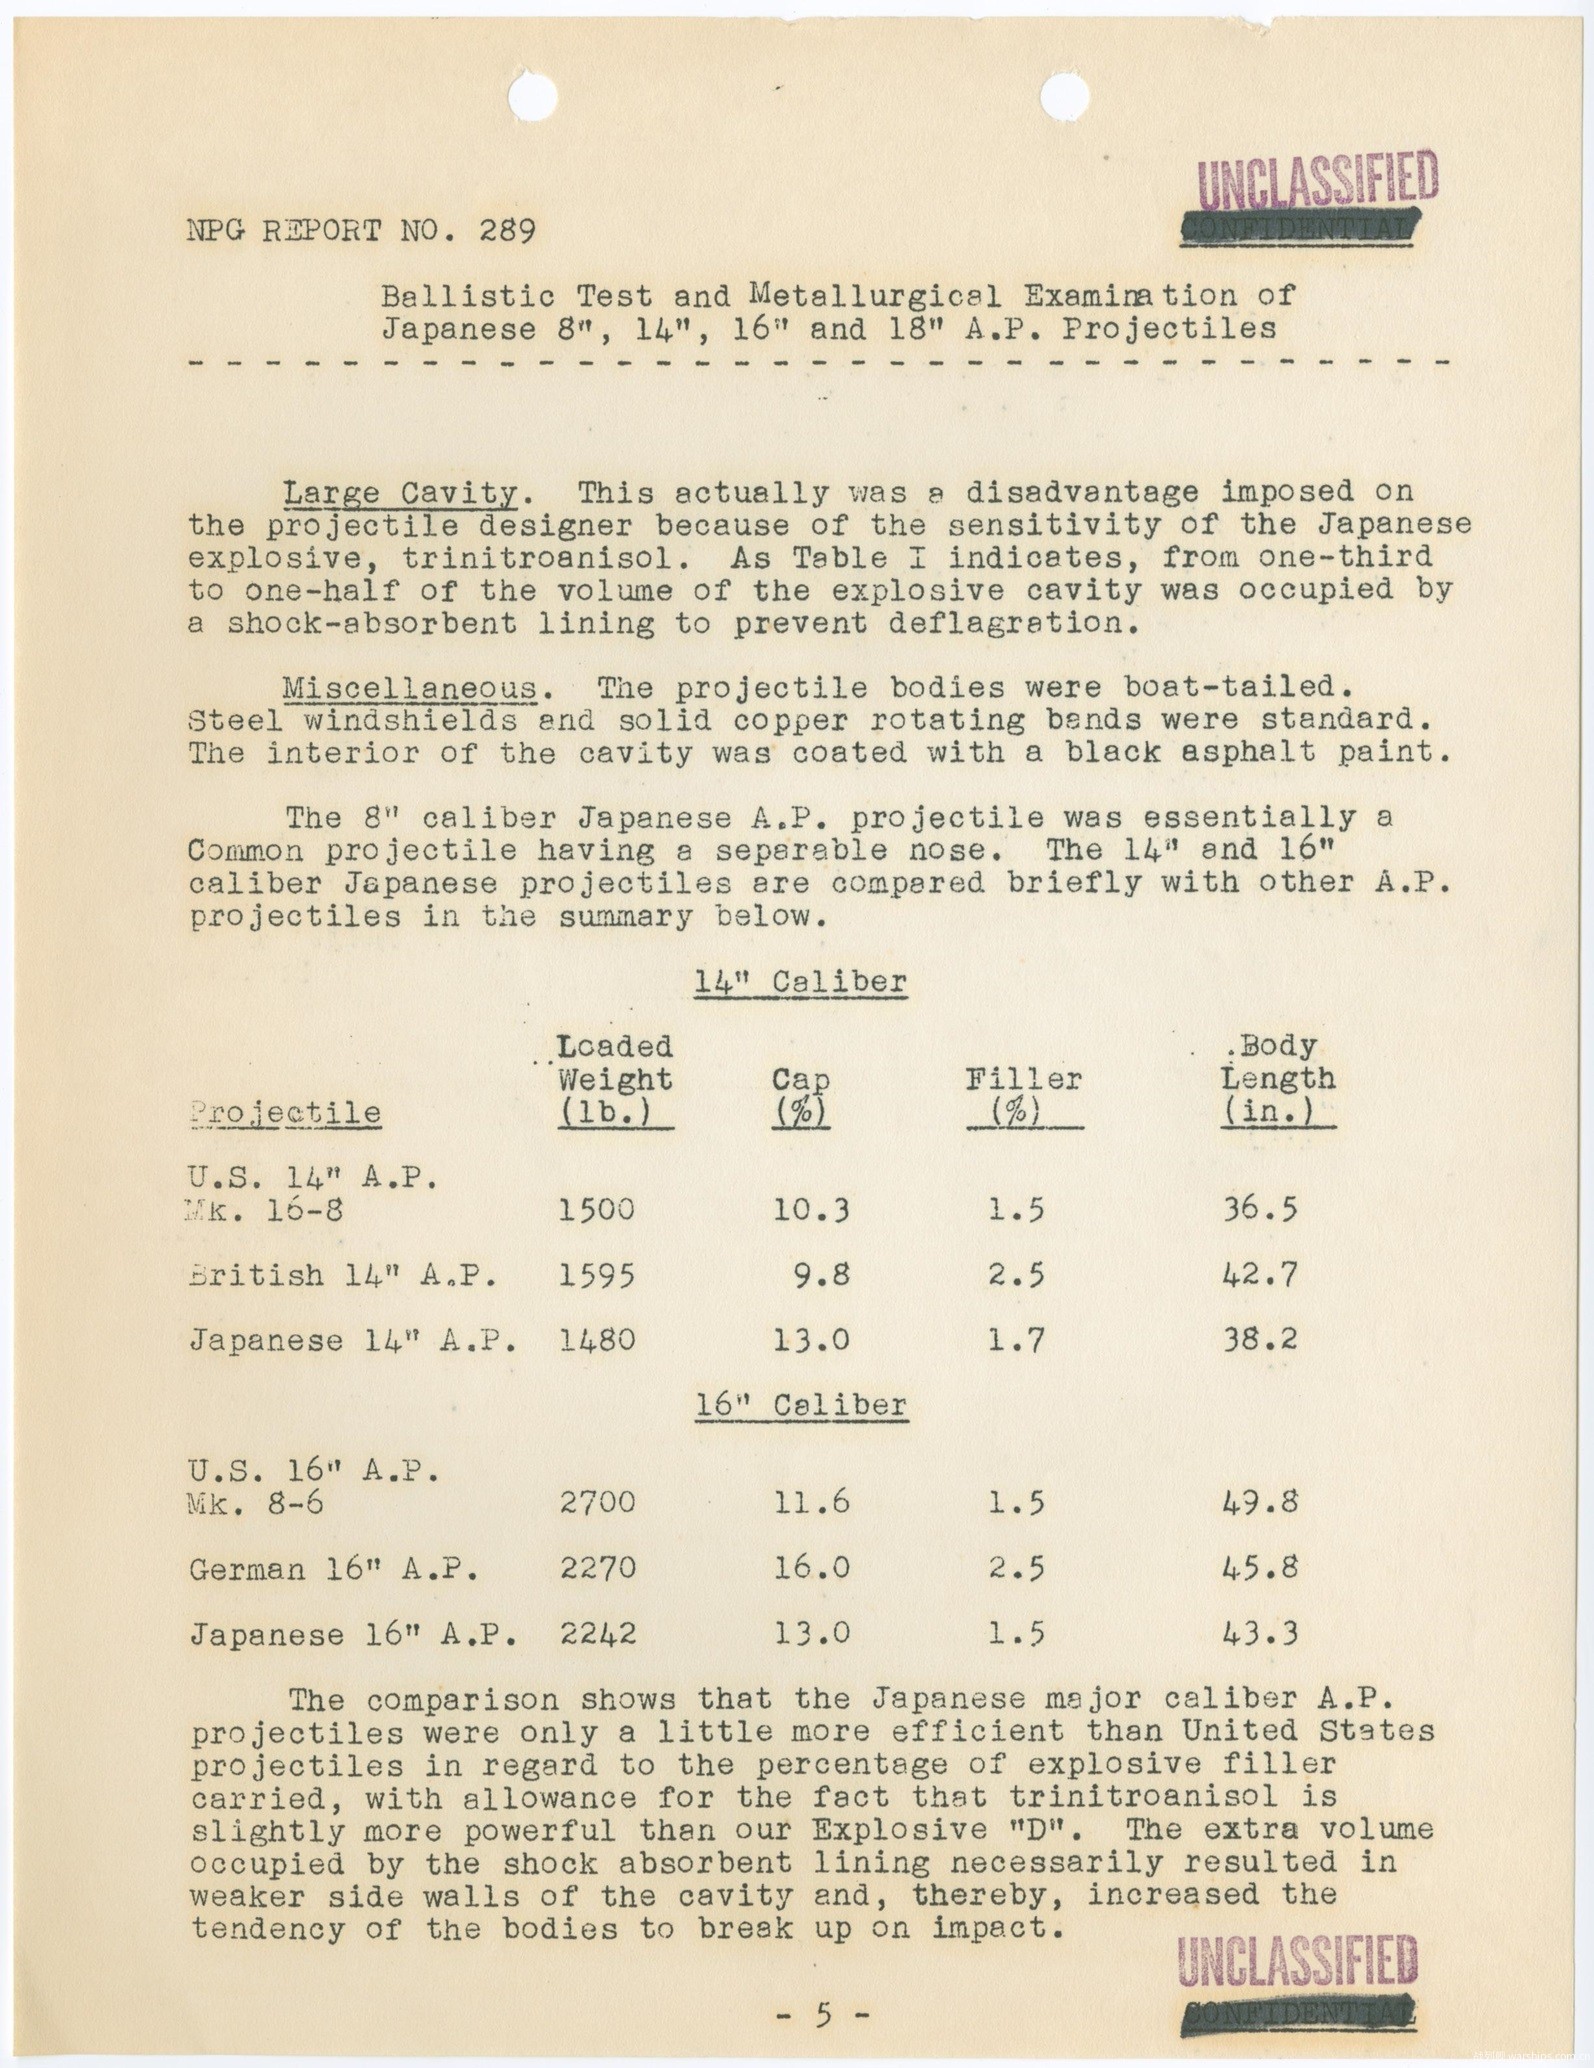 UNCLASSIFIED
CONFIDENTIAL
NPG REPORT NO. 289
Ballistic Test and Metallurgical Examination of
Japanese 8", 14", 16" and 18" A.P. Projectiles
- - - - - - - - - - - - - - - - - - - - - - - - - - - - - - - - -
Large Cavity. This actually was a disadvantage imposed on
the projectile designer because of the sensitivity of the Japanese
explosive, trinitroanisol. As Table I indicates, from one-third
to one-half of the volume of the explosive cavity was occupied by
a shock-absorbent lining to prevent deflagration.
Miscellaneous. The projectile bodies were boat-tailed.
Steel windshields and solid copper rotating bands were standard.
The interior of the cavity was coated with a black asphalt paint.
The 8" caliber Japanese A.P. projectile was essentially a
Common projectile having a separable nose. The 14" and 16"
caliber Japanese projectiles are compared briefly with other A.P.
projectiles in the summary below.
14" Caliber
Loaded Body
Weight Cap Filler Length
Projectile (lb.) (%) (%) (in.)
U.S. 14" A.P.
Mk. 16-8 1500 10.3 1.5 36.5
British 14" A.P. 1595 9.8 2.5 42.7
Japanese 14" A.P. 1480 13.0 1.7 38.2
16" Caliber
U.S. 16" A.P.
Mk. 8-6 2700 11.6 1.5 49.8
German 16" A.P. 2270 16.0 2.5 45.8
Japanese 16" A.P. 2242 13.0 1.5 43.3
The comparison shows that the Japanese major caliber A.P.
projectiles were only a little more efficient than United States
projectiles in regard to the percentage of explosive filler
carried, with allowance for the fact that trinitroanisol is
slightly more powerful than our Explosive "D". The extra volume
occupied by the shock absorbent lining necessarily resulted in
weaker side walls of the cavity and, thereby, increased the
tendency of the bodies to break up on impact.
UNCLASSIFIED
- 5 -
CONFIDENTIAL